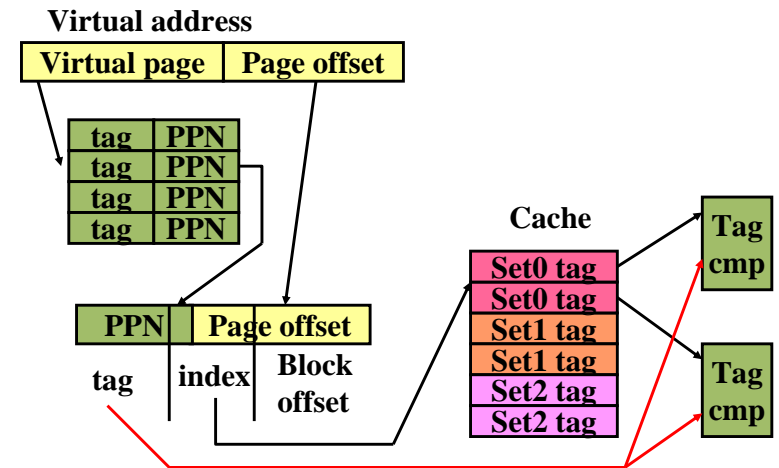 Virtual address
Virtual page Page offset
tag PPN
tag PPN
tag PPN
tag PPN
Cache
Set0 tag
Set0 tag
Set1 tag
Set1 tag
Set2 tag
Set2 tag
Tag
cmp
Tag
cmp
PPN Page offset
tag index Block
offset